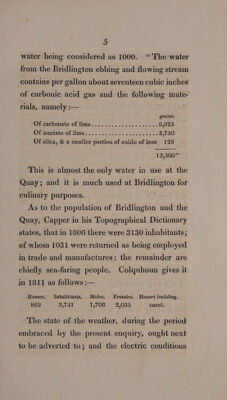 5
water being considered as 1000. "The water
from the Bridlington ebbing and flowing stream
contains per gallon about seventeen cubic inches
of carbonic acid gas and the following mate-
rials, namely:—
grains.
Of carbonate of lime....................9,625
Of muriate of lime......................3,750
Of silex, & a smaller portion of oxide of iron 125
13,500"
This is almost the only water in use at the
Quay; and it is much used at Bridlington for
culinary purposes.
As to the population of Bridlington and the
Quay, Capper in his Topographical Dictionary
states, that in 1806 there were 3130 inhabitants;
of whom 1031 were returned as being employed
in trade and manufactures: the remainder are
chiefly sea-faring people. Colquhoun gives it
in 1811 as follows:—
Houses. Inhabitants. Males. Females. Houses building.
869 3,741 1,706 2,035 caret.
The state of the weather, during the period
embraced by the present enquiry, ought next
to be adverted to; and the electric conditions